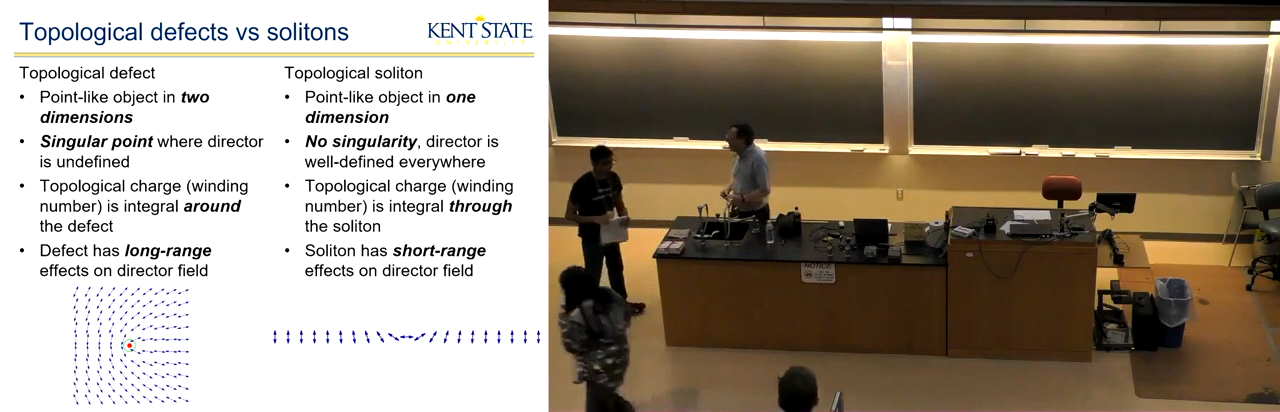 Topological defects vs solitons
KENT STATE
UNIVERSITY
Topological defect
• Point-like object in two
dimensions
• Singular point where director
is undefined
• Topological charge (winding
number) is integral around
the defect
• Defect has long-range
effects on director field
Topological soliton
• Point-like object in one
dimension
• No singularity, director is
well-defined everywhere
• Topological charge (winding
number) is integral through
the soliton
• Soliton has short-range
effects on director field
NOTICE